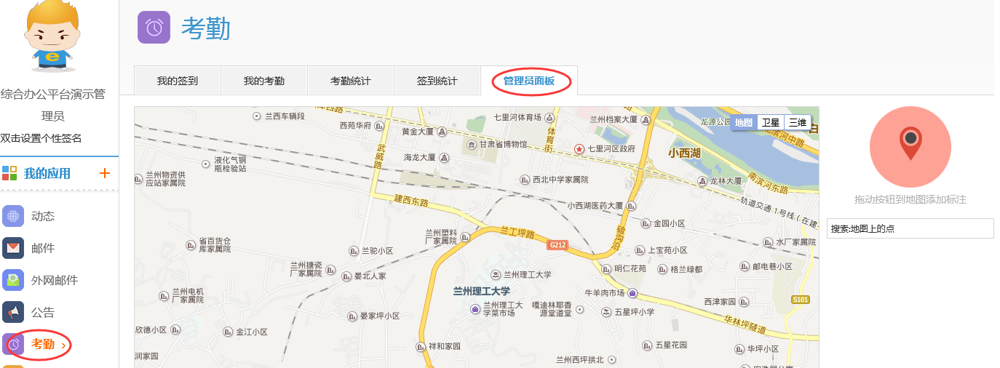 考勤
综合办公平台演示管
理员
双击设置个性签名
我的应用
动态
邮件
外网邮件
公告
考勤
我的签到
我的考勤
考勤统计
签到统计
管理员面板
地图
卫星
三维
兰西车辆段
西苑华府
黄金大厦
七里河体育场
体育街
兰州档案大厦
龙源公园
南滨河中路
甘肃省博物馆
七里河区政府
小西湖
武威路
海龙大厦
液化气钢
瓶检验站
兰州物资供
应站家属院
西北中学家属院
龙林大厦
南滨河东路
建西东路
小西湖医药大厦
轨道交通1号线(在建
金园小区
硷沟沿
兰州塑料
厂家属院
兰工坪路
G212
水厂家属院
省百货仓
库家属院
兰驼小区
上宝苑小区
兰州搪瓷
厂家属院
晏北人家
兰州理工大学
明仁花苑
格兰绿都
邮电巷小区
兰州理工大学
兰州电机
厂家属院
牛羊肉市场
兰州理工大
学菜市场
嘎迪林耶香
源堂道堂
五星坪小学
西津家园
S101
晏家坪小区
华林坪隧道
欣德小区
金江小区
祥和家园
五星花园
华坪小区
润家园
兰州西坪拱北
拖动按钮到地图添加标注
搜索:地图上的点